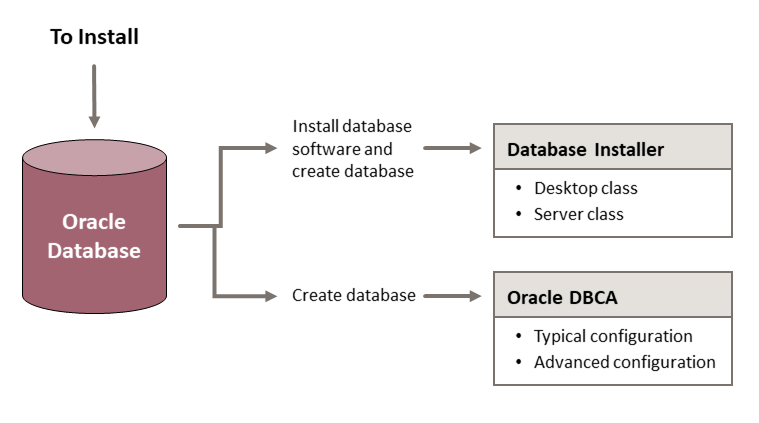 To Install
Oracle
Database
Install database
software and
create database
Database Installer
• Desktop class
• Server class
Create database
Oracle DBCA
• Typical configuration
• Advanced configuration